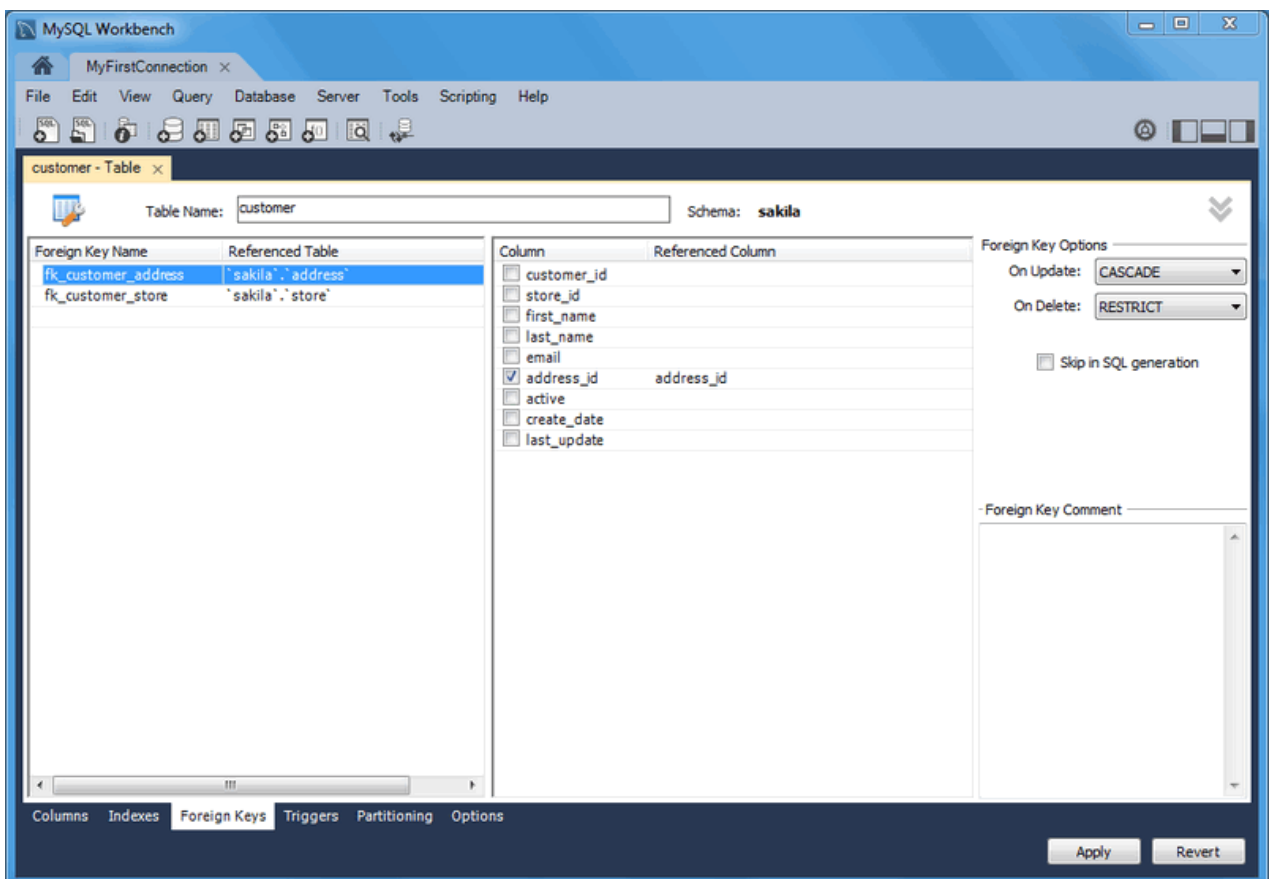 MySQL Workbench
MyFirstConnection
File Edit View Query Database Server Tools Scripting Help
SQL SQL
customer - Table
Table Name: customer Schema: sakila
Foreign Key Name Referenced Table
fk_customer_address `sakila`.`address`
fk_customer_store `sakila`.`store`
Column Referenced Column
customer_id
store_id
first_name
last_name
email
address_id address_id
active
create_date
last_update
Foreign Key Options
On Update: CASCADE
On Delete: RESTRICT
Skip in SQL generation
Foreign Key Comment
Columns Indexes Foreign Keys Triggers Partitioning Options
Apply Revert